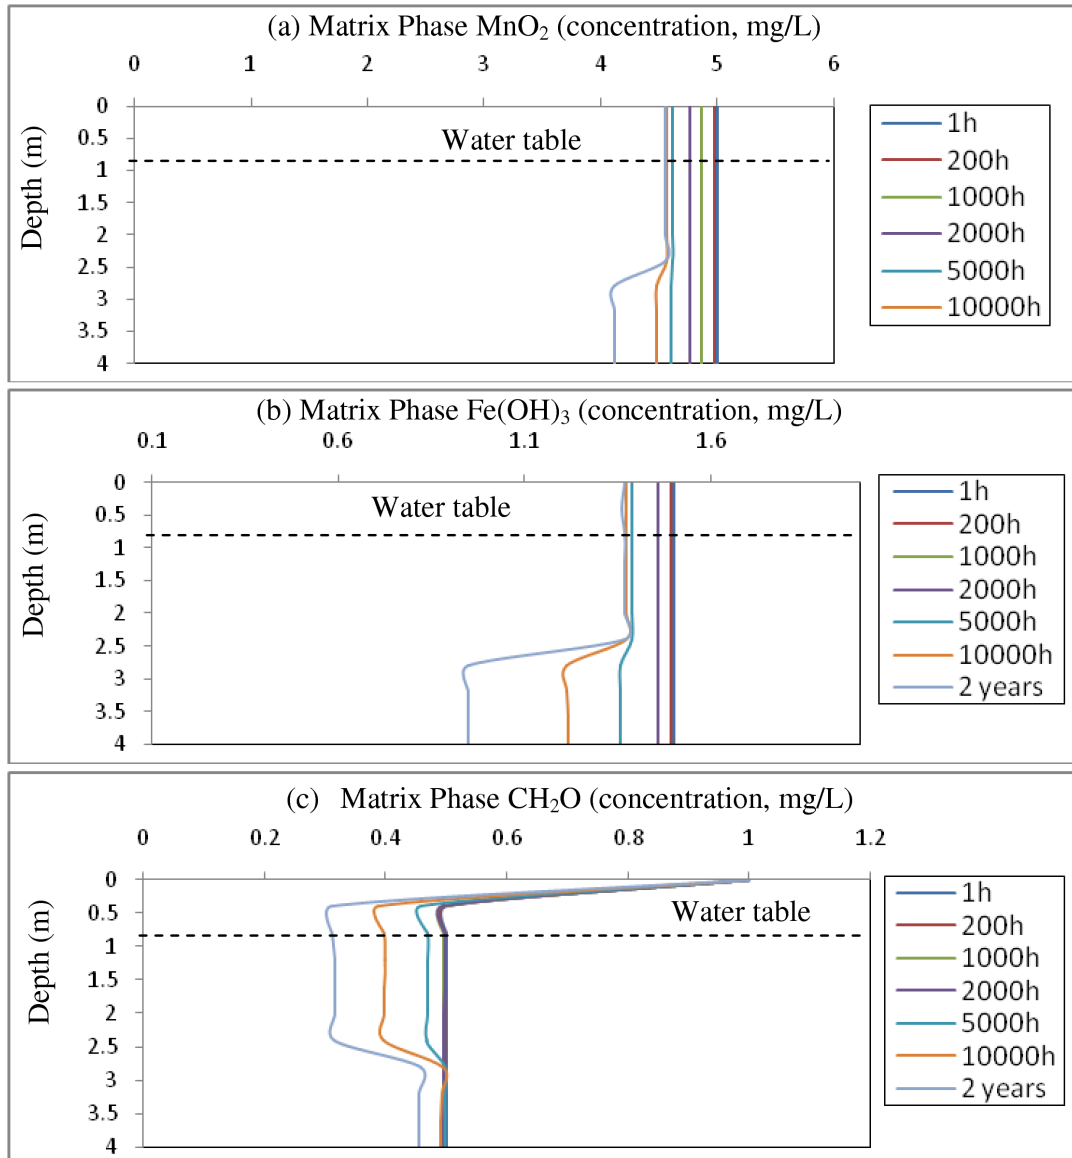 (a) Matrix Phase MnO₂ (concentration, mg/L)
0 1 2 3 4 5 6
Depth (m)
0
0.5
1
1.5
2
2.5
3
3.5
4
Water table
1h
200h
1000h
2000h
5000h
10000h
(b) Matrix Phase Fe(OH)₃ (concentration, mg/L)
0.1 0.6 1.1 1.6
Depth (m)
0
0.5
1
1.5
2
2.5
3
3.5
4
Water table
1h
200h
1000h
2000h
5000h
10000h
2 years
(c) Matrix Phase CH₂O (concentration, mg/L)
0 0.2 0.4 0.6 0.8 1 1.2
Depth (m)
0
0.5
1
1.5
2
2.5
3
3.5
4
Water table
1h
200h
1000h
2000h
5000h
10000h
2 years